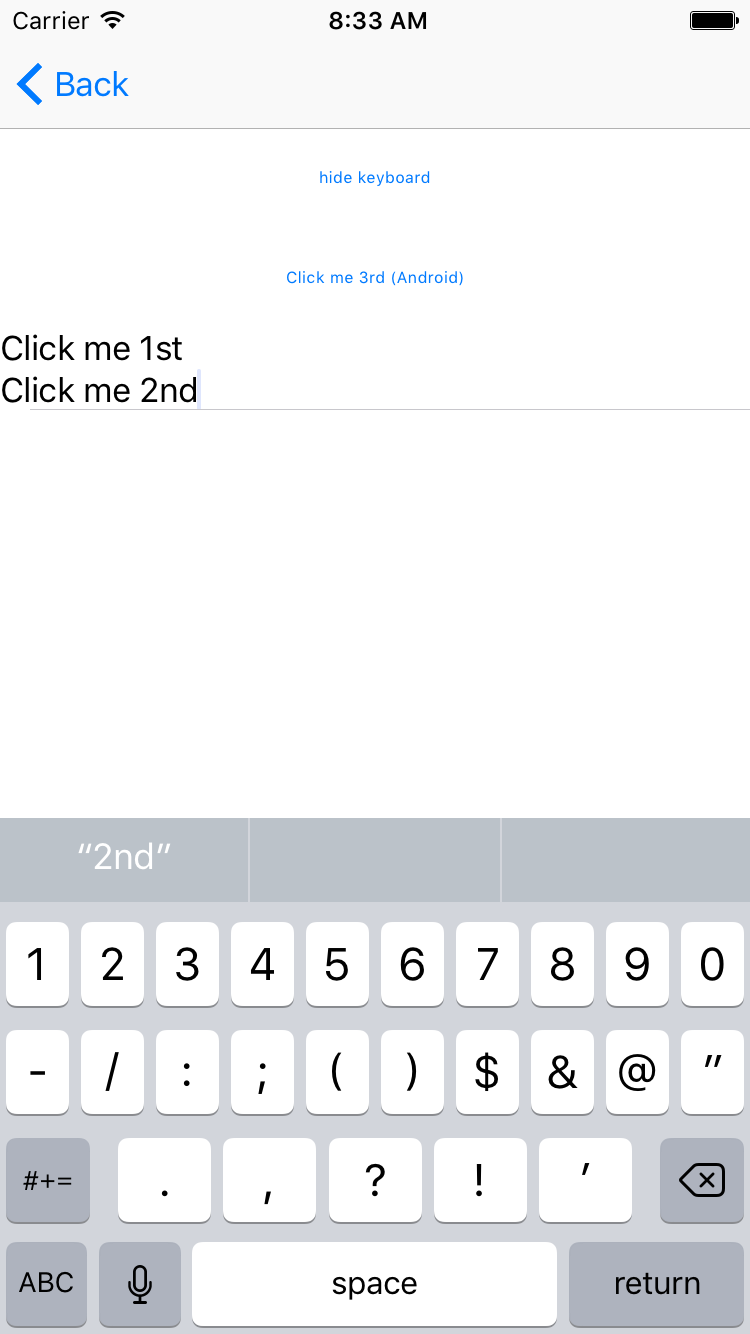 Carrier 8:33 AM
Back
hide keyboard
Click me 3rd (Android)
Click me 1st
Click me 2nd
“2nd”
1 2 3 4 5 6 7 8 9 0
- / : ; ( ) $ & @ ”
#+= . , ? ! ’
ABC space return